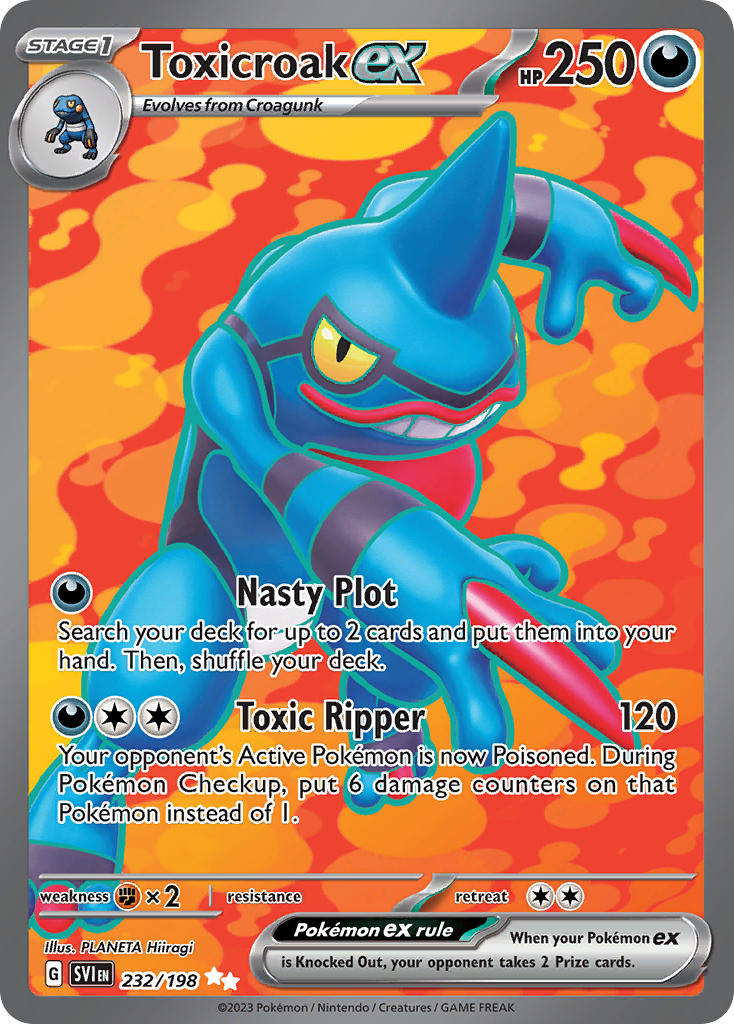 STAGE 1
Toxicroak ex
HP 250
Evolves from Croagunk
Nasty Plot
Search your deck for up to 2 cards and put them into your
hand. Then, shuffle your deck.
Toxic Ripper 120
Your opponent's Active Pokémon is now Poisoned. During
Pokémon Checkup, put 6 damage counters on that
Pokémon instead of 1.
weakness ×2 resistance retreat
Illus. PLANETA Hiiragi
Pokémon ex rule
When your Pokémon ex
is Knocked Out, your opponent takes 2 Prize cards.
G SVI EN 232/198
©2023 Pokémon / Nintendo / Creatures / GAME FREAK